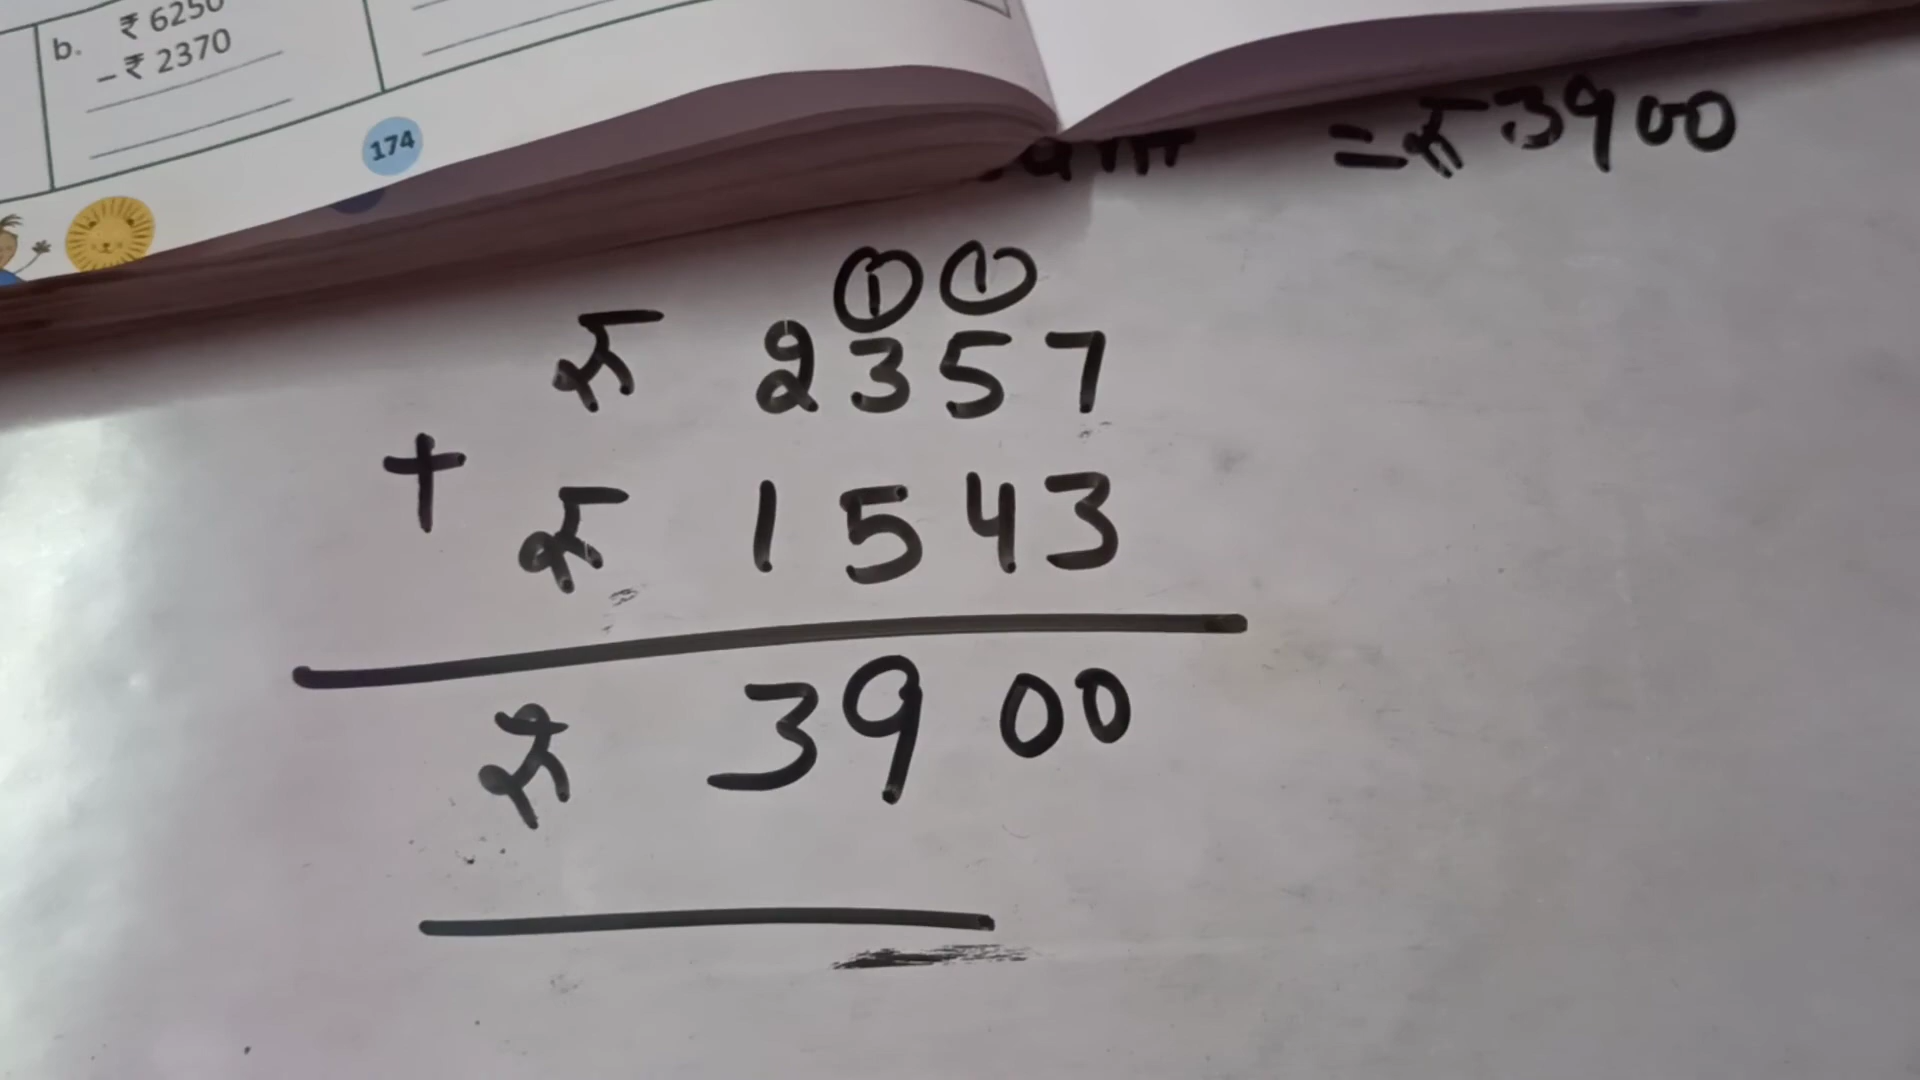 b. ₹ 6250
– ₹ 2370
174
= रु 3900
① ①
रु 2357
+ रु 1543
रु 3900